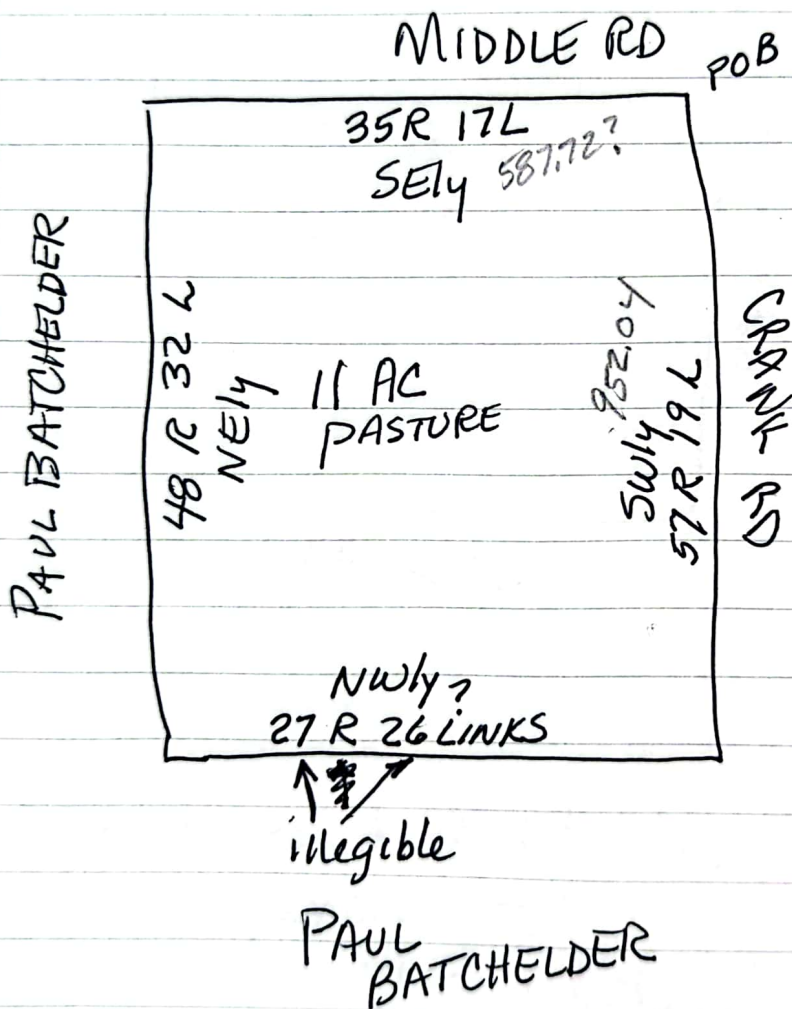 MIDDLE RD
POB
35R 17L
SEly 587.72?
PAUL BATCHELDER
48 R 32 L
NEly
11 AC
PASTURE
952.04
SWly
57 R 19 L
CRANK RD
NWly?
27 R 26 LINKS
illegible
PAUL
BATCHELDER